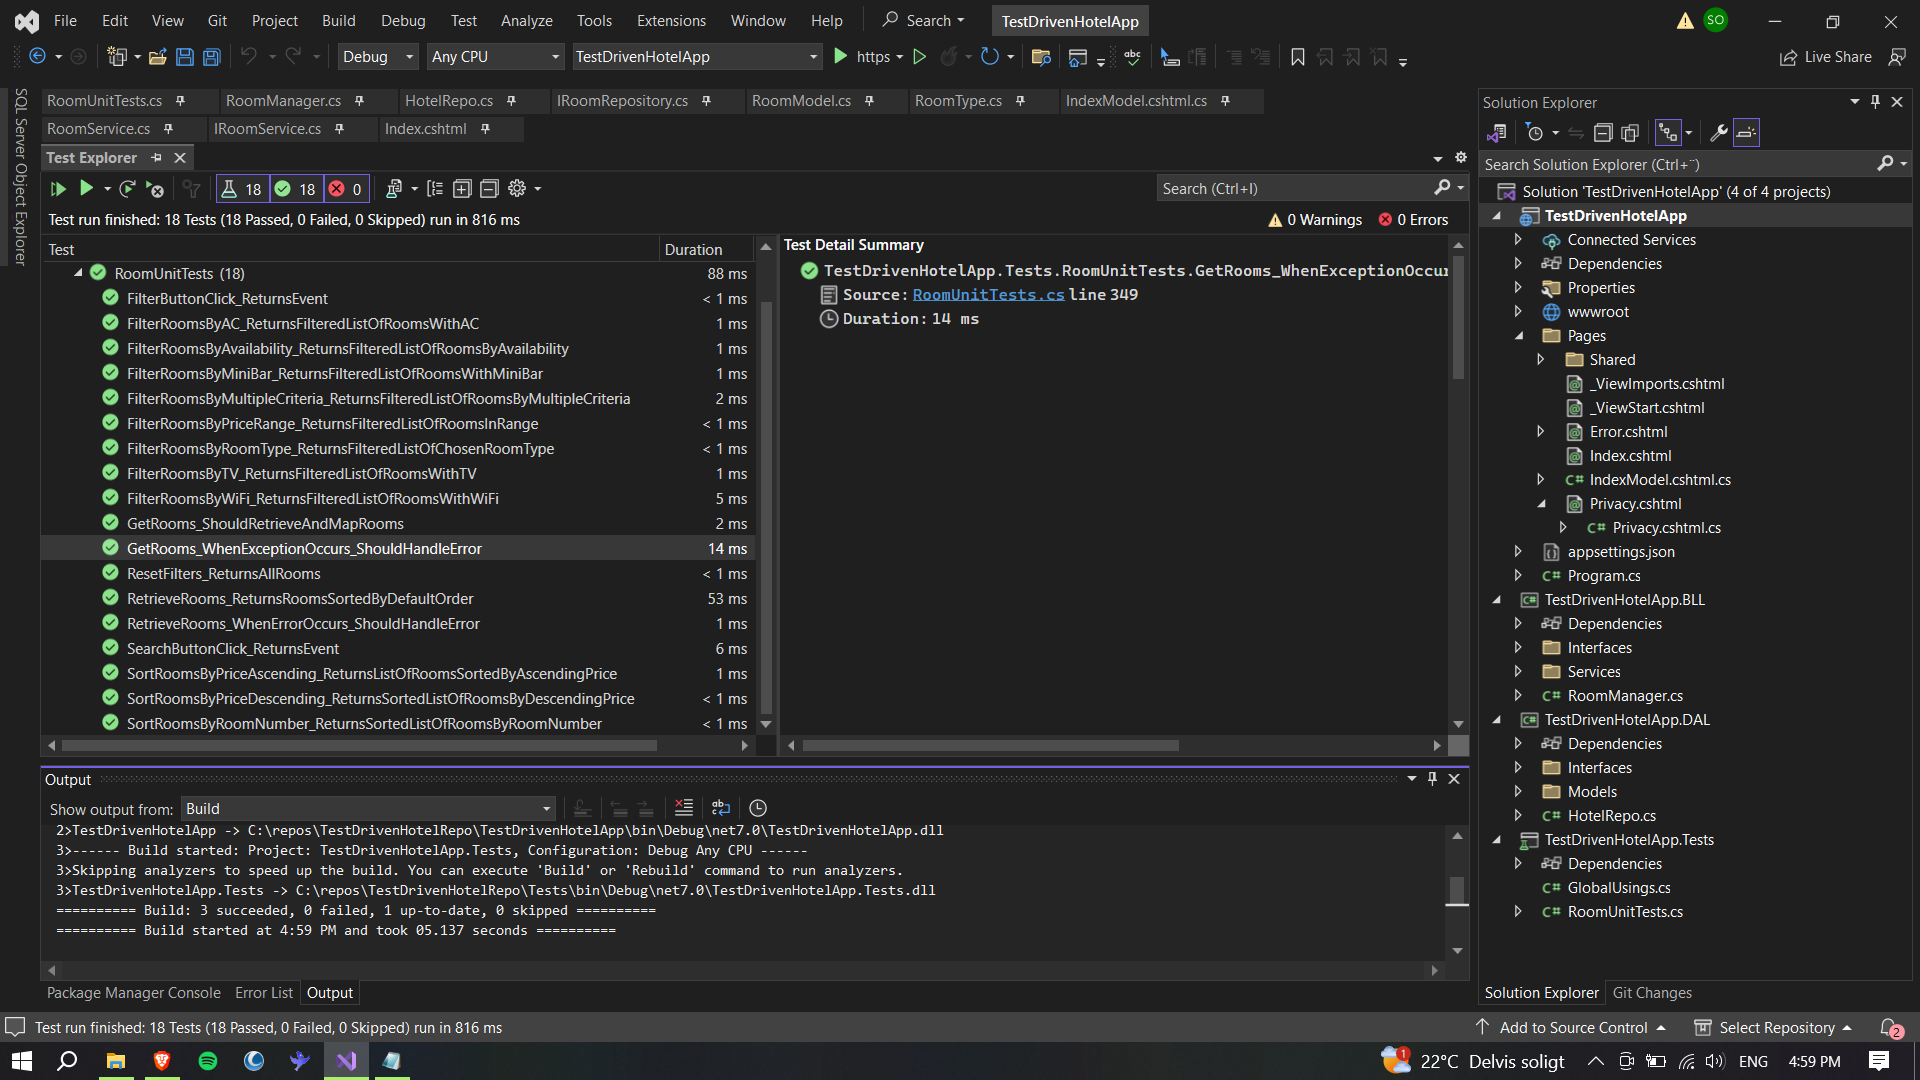 File Edit View Git Project Build Debug Test Analyze Tools Extensions Window Help Search TestDrivenHotelApp SO
Debug Any CPU TestDrivenHotelApp https Live Share
RoomUnitTests.cs RoomManager.cs HotelRepo.cs IRoomRepository.cs RoomModel.cs RoomType.cs IndexModel.cshtml.cs
RoomService.cs IRoomService.cs Index.cshtml
SQL Server Object Explorer
Test Explorer
18 18 0 Search (Ctrl+I)
Test run finished: 18 Tests (18 Passed, 0 Failed, 0 Skipped) run in 816 ms 0 Warnings 0 Errors
Test Duration
RoomUnitTests (18) 88 ms
FilterButtonClick_ReturnsEvent < 1 ms
FilterRoomsByAC_ReturnsFilteredListOfRoomsWithAC 1 ms
FilterRoomsByAvailability_ReturnsFilteredListOfRoomsByAvailability 1 ms
FilterRoomsByMiniBar_ReturnsFilteredListOfRoomsWithMiniBar 1 ms
FilterRoomsByMultipleCriteria_ReturnsFilteredListOfRoomsByMultipleCriteria 2 ms
FilterRoomsByPriceRange_ReturnsFilteredListOfRoomsInRange < 1 ms
FilterRoomsByRoomType_ReturnsFilteredListOfChosenRoomType < 1 ms
FilterRoomsByTV_ReturnsFilteredListOfRoomsWithTV 1 ms
FilterRoomsByWiFi_ReturnsFilteredListOfRoomsWithWiFi 5 ms
GetRooms_ShouldRetrieveAndMapRooms 2 ms
GetRooms_WhenExceptionOccurs_ShouldHandleError 14 ms
ResetFilters_ReturnsAllRooms < 1 ms
RetrieveRooms_ReturnsRoomsSortedByDefaultOrder 53 ms
RetrieveRooms_WhenErrorOccurs_ShouldHandleError 1 ms
SearchButtonClick_ReturnsEvent 6 ms
SortRoomsByPriceAscending_ReturnsListOfRoomsSortedByAscendingPrice 1 ms
SortRoomsByPriceDescending_ReturnsSortedListOfRoomsByDescendingPrice < 1 ms
SortRoomsByRoomNumber_ReturnsSortedListOfRoomsByRoomNumber < 1 ms
Test Detail Summary
TestDrivenHotelApp.Tests.RoomUnitTests.GetRooms_WhenExceptionOccur
Source: RoomUnitTests.cs line 349
Duration: 14 ms
Output
Show output from: Build
2>TestDrivenHotelApp -> C:\repos\TestDrivenHotelRepo\TestDrivenHotelApp\bin\Debug\net7.0\TestDrivenHotelApp.dll
3>------ Build started: Project: TestDrivenHotelApp.Tests, Configuration: Debug Any CPU ------
3>Skipping analyzers to speed up the build. You can execute 'Build' or 'Rebuild' command to run analyzers.
3>TestDrivenHotelApp.Tests -> C:\repos\TestDrivenHotelRepo\Tests\bin\Debug\net7.0\TestDrivenHotelApp.Tests.dll
========== Build: 3 succeeded, 0 failed, 1 up-to-date, 0 skipped ==========
========== Build started at 4:59 PM and took 05.137 seconds ==========
Package Manager Console Error List Output
Solution Explorer
Search Solution Explorer (Ctrl+¨)
Solution 'TestDrivenHotelApp' (4 of 4 projects)
TestDrivenHotelApp
Connected Services
Dependencies
Properties
wwwroot
Pages
Shared
_ViewImports.cshtml
_ViewStart.cshtml
Error.cshtml
Index.cshtml
C# IndexModel.cshtml.cs
Privacy.cshtml
C# Privacy.cshtml.cs
appsettings.json
C# Program.cs
C# TestDrivenHotelApp.BLL
Dependencies
Interfaces
Services
C# RoomManager.cs
C# TestDrivenHotelApp.DAL
Dependencies
Interfaces
Models
C# HotelRepo.cs
TestDrivenHotelApp.Tests
Dependencies
C# GlobalUsings.cs
C# RoomUnitTests.cs
Solution Explorer Git Changes
Test run finished: 18 Tests (18 Passed, 0 Failed, 0 Skipped) run in 816 ms Add to Source Control Select Repository 2
1 22°C Delvis soligt ENG 4:59 PM